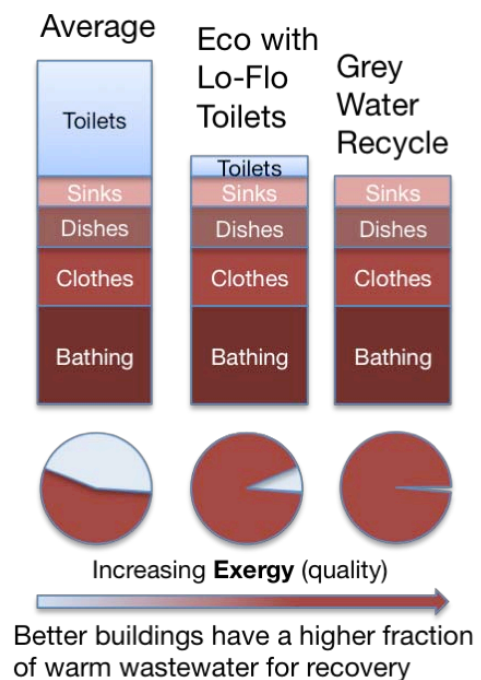 Average
Eco with
Lo-Flo
Toilets
Grey
Water
Recycle
Toilets
Sinks
Dishes
Clothes
Bathing
Toilets
Sinks
Dishes
Clothes
Bathing
Sinks
Dishes
Clothes
Bathing
Increasing Exergy (quality)
Better buildings have a higher fraction
of warm wastewater for recovery